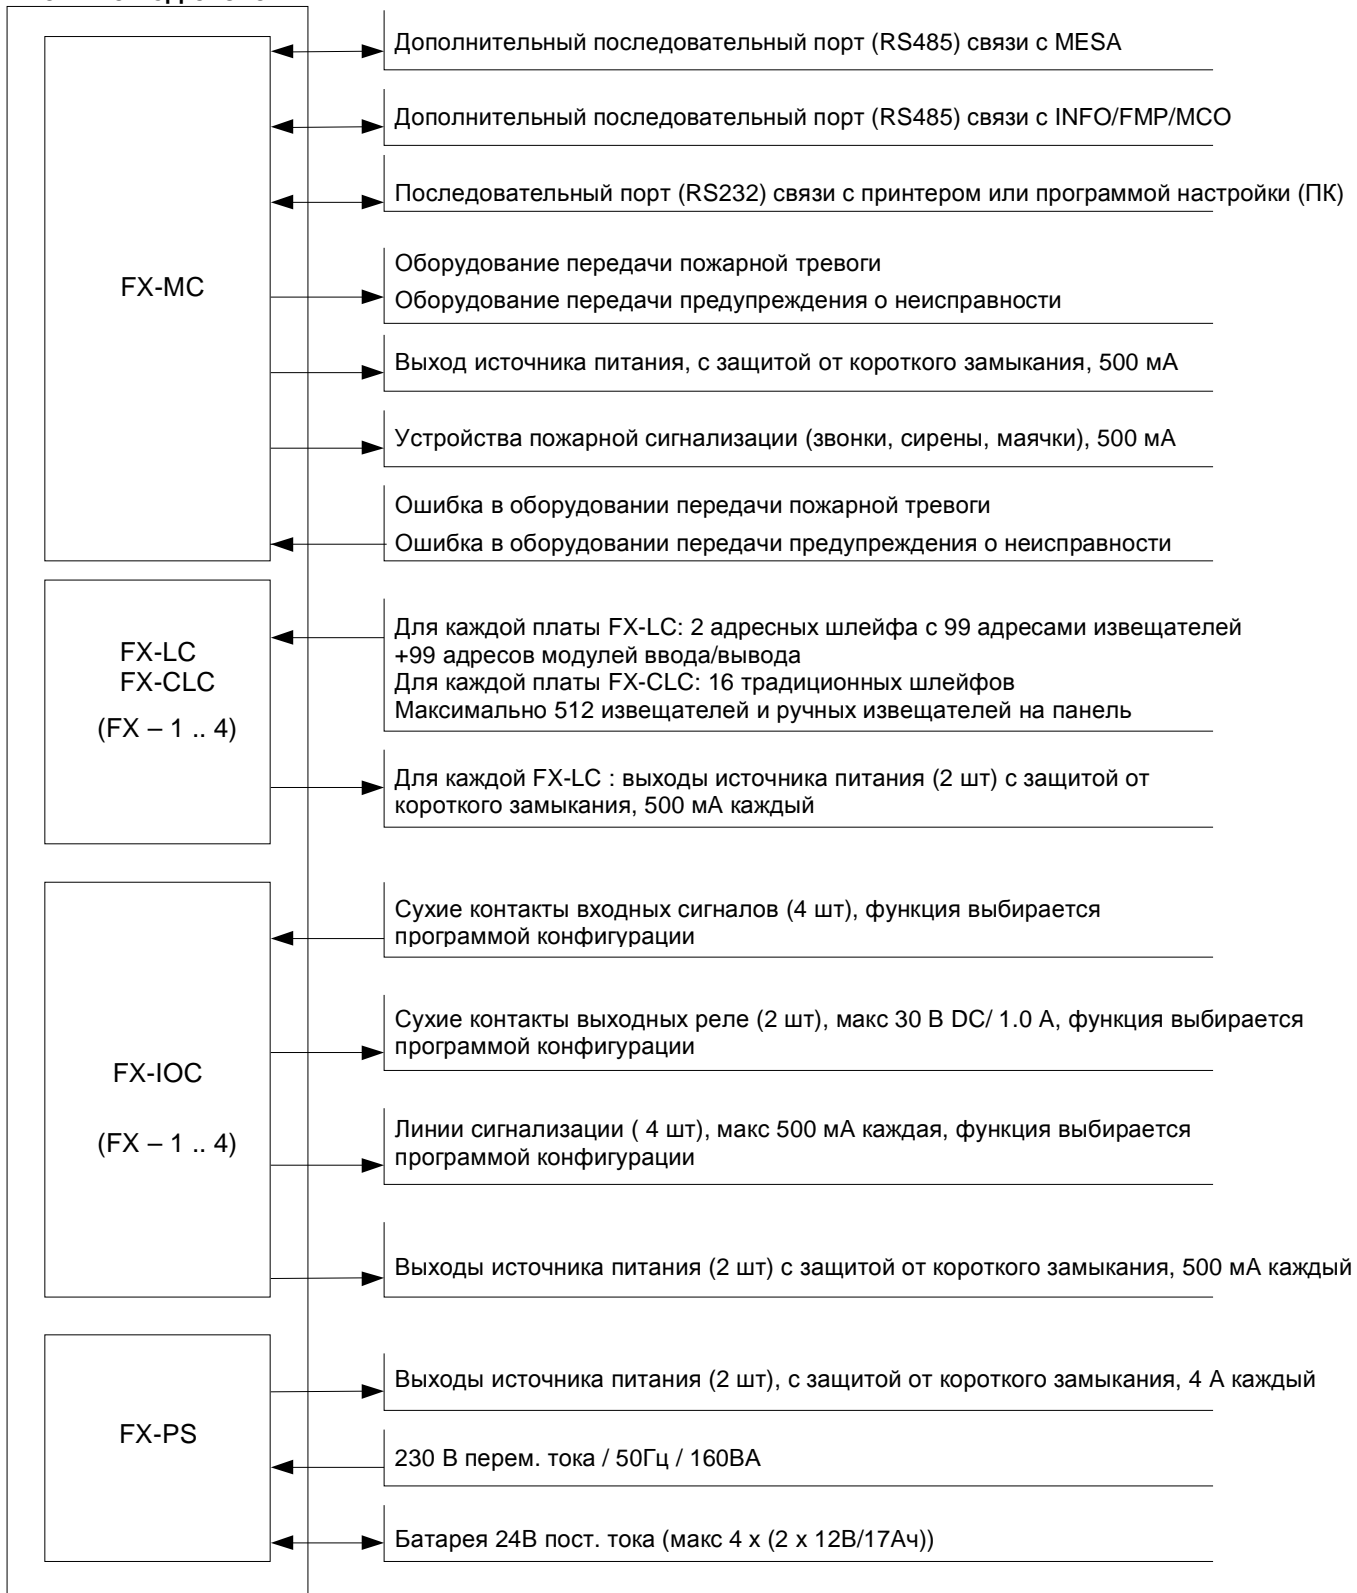 Дополнительный последовательный порт (RS485) связи с MESA
Дополнительный последовательный порт (RS485) связи с INFO/FMP/MCO
Последовательный порт (RS232) связи с принтером или программой настройки (ПК)
FX-MC
Оборудование передачи пожарной тревоги
Оборудование передачи предупреждения о неисправности
Выход источника питания, с защитой от короткого замыкания, 500 мА
Устройства пожарной сигнализации (звонки, сирены, маячки), 500 мА
Ошибка в оборудовании передачи пожарной тревоги
Ошибка в оборудовании передачи предупреждения о неисправности
FX-LC
FX-CLC
(FX – 1 .. 4)
Для каждой платы FX-LC: 2 адресных шлейфа с 99 адресами извещателей
+99 адресов модулей ввода/вывода
Для каждой платы FX-CLC: 16 традиционных шлейфов
Максимально 512 извещателей и ручных извещателей на панель
Для каждой FX-LC : выходы источника питания (2 шт) с защитой от
короткого замыкания, 500 мА каждый
Сухие контакты входных сигналов (4 шт), функция выбирается
программой конфигурации
Сухие контакты выходных реле (2 шт), макс 30 В DC/ 1.0 А, функция выбирается
программой конфигурации
FX-IOC
(FX – 1 .. 4)
Линии сигнализации ( 4 шт), макс 500 мА каждая, функция выбирается
программой конфигурации
Выходы источника питания (2 шт) с защитой от короткого замыкания, 500 мА каждый
Выходы источника питания (2 шт), с защитой от короткого замыкания, 4 А каждый
FX-PS
230 В перем. тока / 50Гц / 160ВА
Батарея 24В пост. тока (макс 4 x (2 x 12В/17Ач))